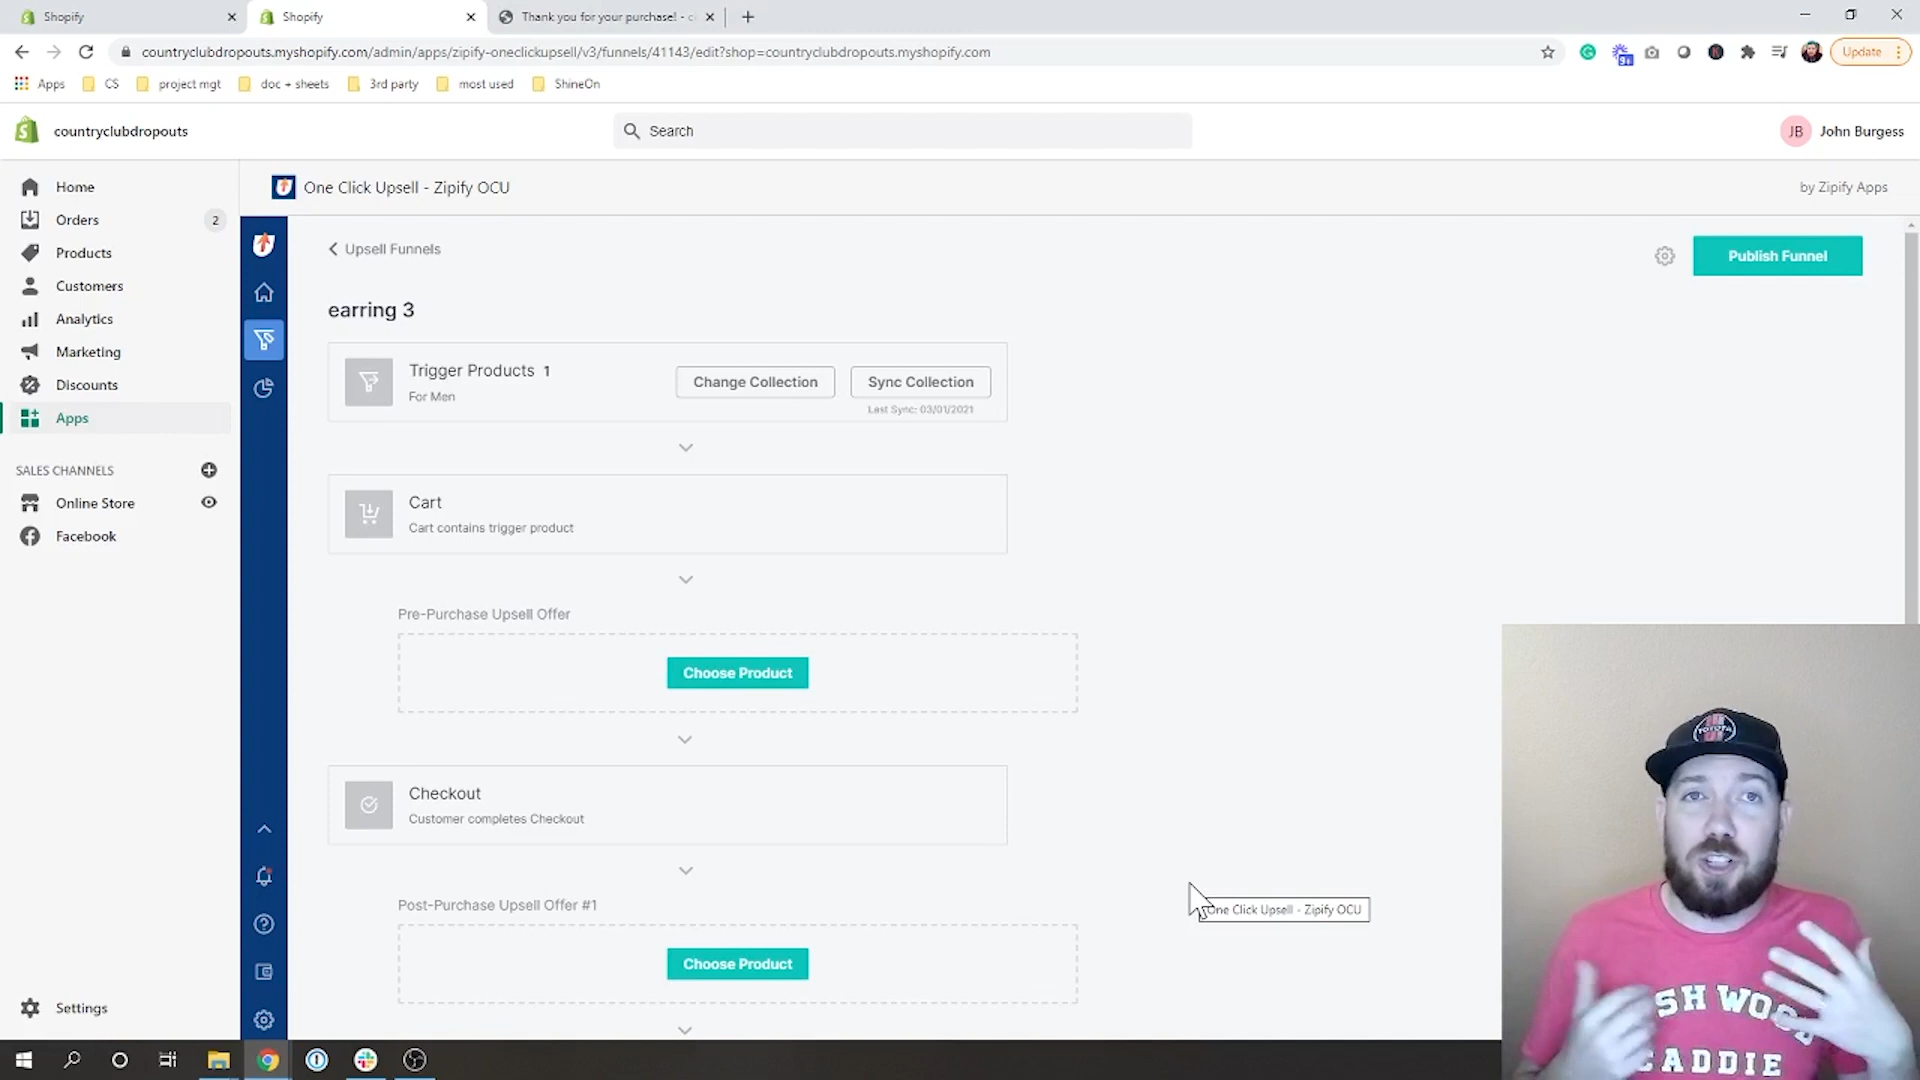 Shopify
Shopify
Thank you for your purchase! - c
countryclubdropouts.myshopify.com/admin/apps/zipify-oneclickupsell/v3/funnels/41143/edit?shop=countryclubdropouts.myshopify.com
9+
Update
Apps
CS
project mgt
doc + sheets
3rd party
most used
ShineOn
countryclubdropouts
Search
JB
John Burgess
Home
Orders
2
Products
Customers
Analytics
Marketing
Discounts
Apps
SALES CHANNELS
Online Store
Facebook
Settings
One Click Upsell - Zipify OCU
by Zipify Apps
Upsell Funnels
Publish Funnel
earring 3
Trigger Products 1
For Men
Change Collection
Sync Collection
Last Sync: 03/01/2021
Cart
Cart contains trigger product
Pre-Purchase Upsell Offer
Choose Product
Checkout
Customer completes Checkout
Post-Purchase Upsell Offer #1
Choose Product
One Click Upsell - Zipify OCU
TOYOTA
SH WOO
CADDIE